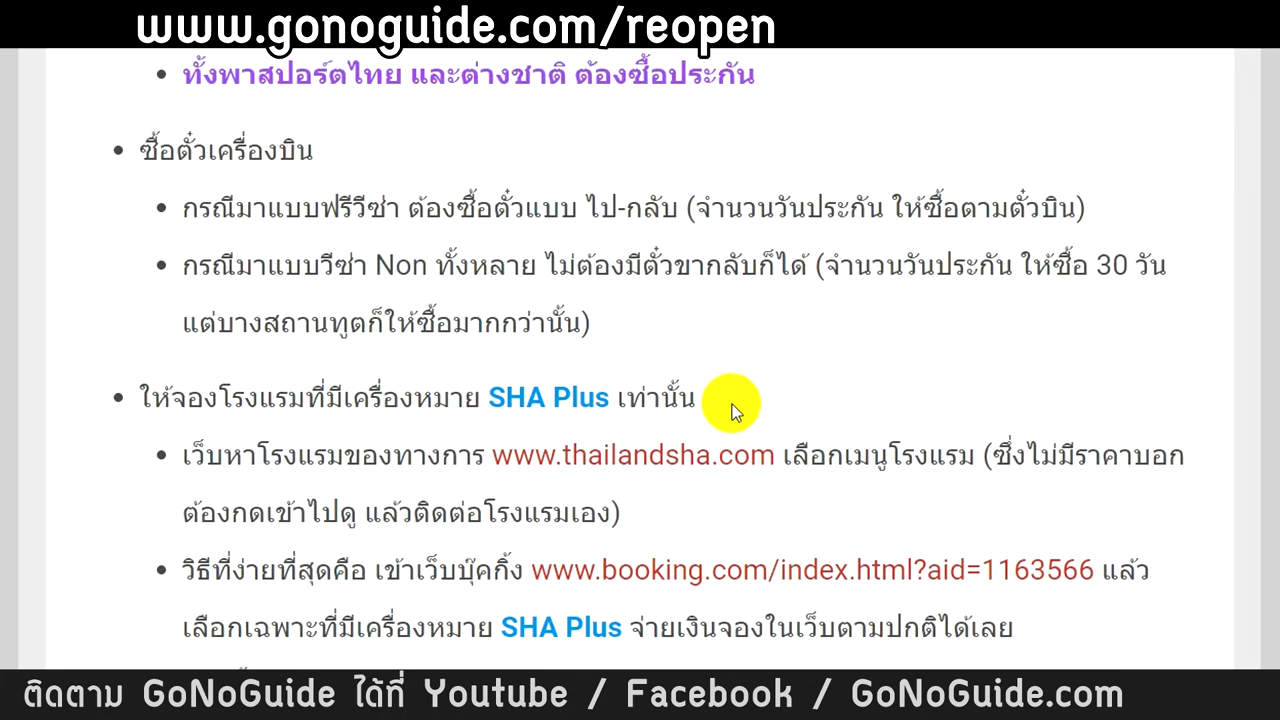 www.gonoguide.com/reopen
ทั้งพาสปอร์ตไทย และต่างชาติ ต้องซื้อประกัน
ซื้อตั๋วเครื่องบิน
กรณีมาแบบฟรีวีซ่า ต้องซื้อตั๋วแบบ ไป-กลับ (จำนวนวันประกัน ให้ซื้อตามตั๋วบิน)
กรณีมาแบบวีซ่า Non ทั้งหลาย ไม่ต้องมีตั๋วขากลับก็ได้ (จำนวนวันประกัน ให้ซื้อ 30 วัน
แต่บางสถานทูตก็ให้ซื้อมากกว่านั้น)
ให้จองโรงแรมที่มีเครื่องหมาย SHA Plus เท่านั้น
เว็บหาโรงแรมของทางการ www.thailandsha.com เลือกเมนูโรงแรม (ซึ่งไม่มีราคาบอก
ต้องกดเข้าไปดู แล้วติดต่อโรงแรมเอง)
วิธีที่ง่ายที่สุดคือ เข้าเว็บบุ๊คกิ้ง www.booking.com/index.html?aid=1163566 แล้ว
เลือกเฉพาะที่มีเครื่องหมาย SHA Plus จ่ายเงินจองในเว็บตามปกติได้เลย
ติดตาม GoNoGuide ได้ที่ Youtube / Facebook / GoNoGuide.com